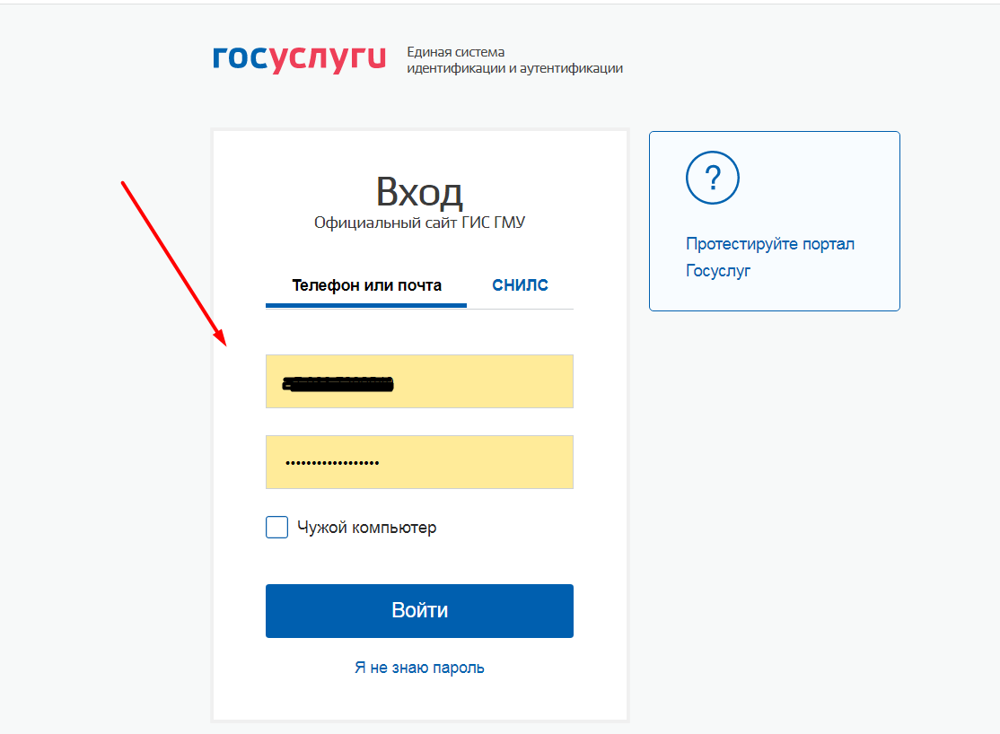 госуслуги
Единая система
идентификации и аутентификации
Вход
Официальный сайт ГИС ГМУ
Телефон или почта
СНИЛС
Чужой компьютер
Войти
Я не знаю пароль
?
Протестируйте портал
Госуслуг